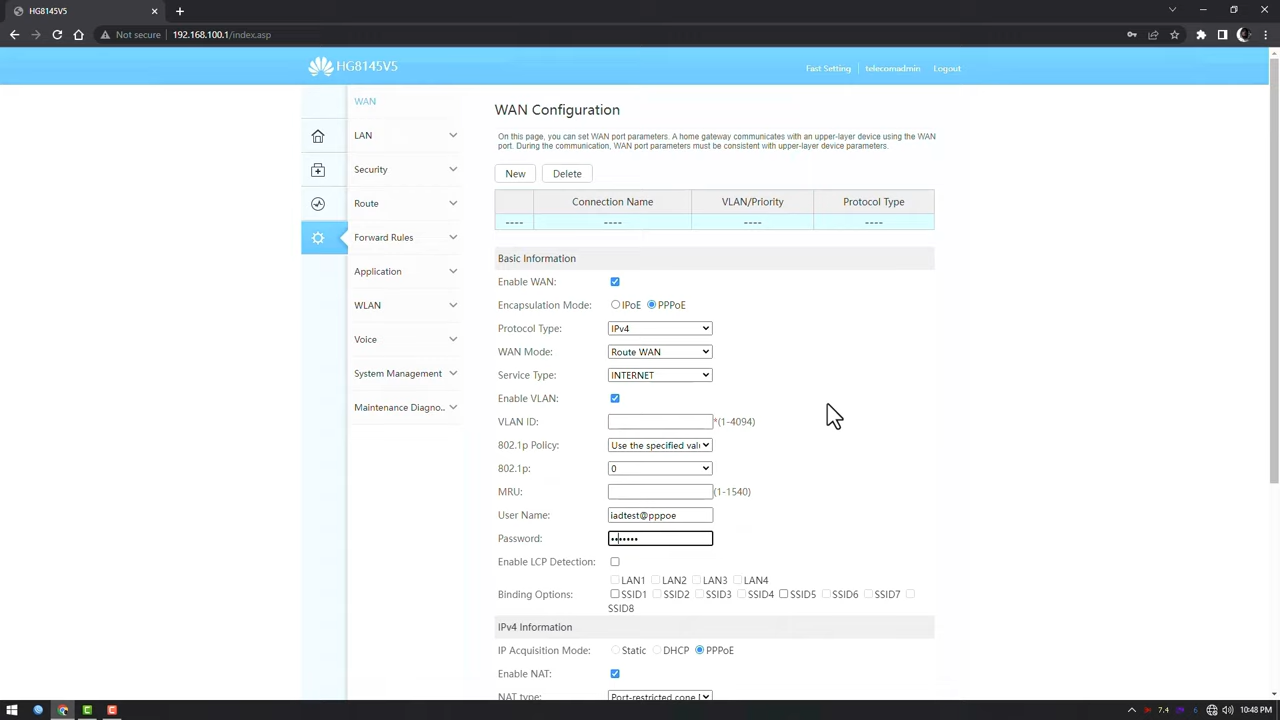 HG8145V5
Not secure 192.168.100.1/index.asp
HG8145V5
Fast Setting telecomadmin Logout
WAN
LAN
Security
Route
Forward Rules
Application
WLAN
Voice
System Management
Maintenance Diagno..
WAN Configuration
On this page, you can set WAN port parameters. A home gateway communicates with an upper-layer device using the WAN
port. During the communication, WAN port parameters must be consistent with upper-layer device parameters.
New Delete
Connection Name VLAN/Priority Protocol Type
---- ---- ---- ----
Basic Information
Enable WAN:
Encapsulation Mode: IPoE PPPoE
Protocol Type: IPv4
WAN Mode: Route WAN
Service Type: INTERNET
Enable VLAN:
VLAN ID: *(1-4094)
802.1p Policy: Use the specified valu
802.1p: 0
MRU: (1-1540)
User Name: iadtest@pppoe
Password: •••••••
Enable LCP Detection:
LAN1 LAN2 LAN3 LAN4
Binding Options: SSID1 SSID2 SSID3 SSID4 SSID5 SSID6 SSID7
SSID8
IPv4 Information
IP Acquisition Mode: Static DHCP PPPoE
Enable NAT:
NAT type: Port-restricted cone
7.4 6 10:48 PM